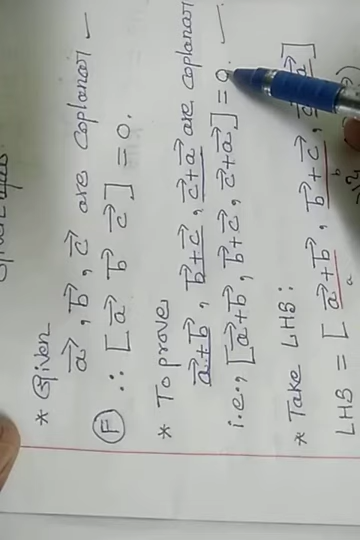 * Given
a⃗, b⃗, c⃗ are coplanar –
(F) ∴ [a⃗ b⃗ c⃗] = 0.
* To prove
a⃗+b⃗, b⃗+c⃗, c⃗+a⃗ are coplanar
i.e., [a⃗+b⃗, b⃗+c⃗, c⃗+a⃗] = 0. –
* Take LHS:
LHS = [a⃗+b⃗, b⃗+c⃗, c⃗+a⃗]
a b